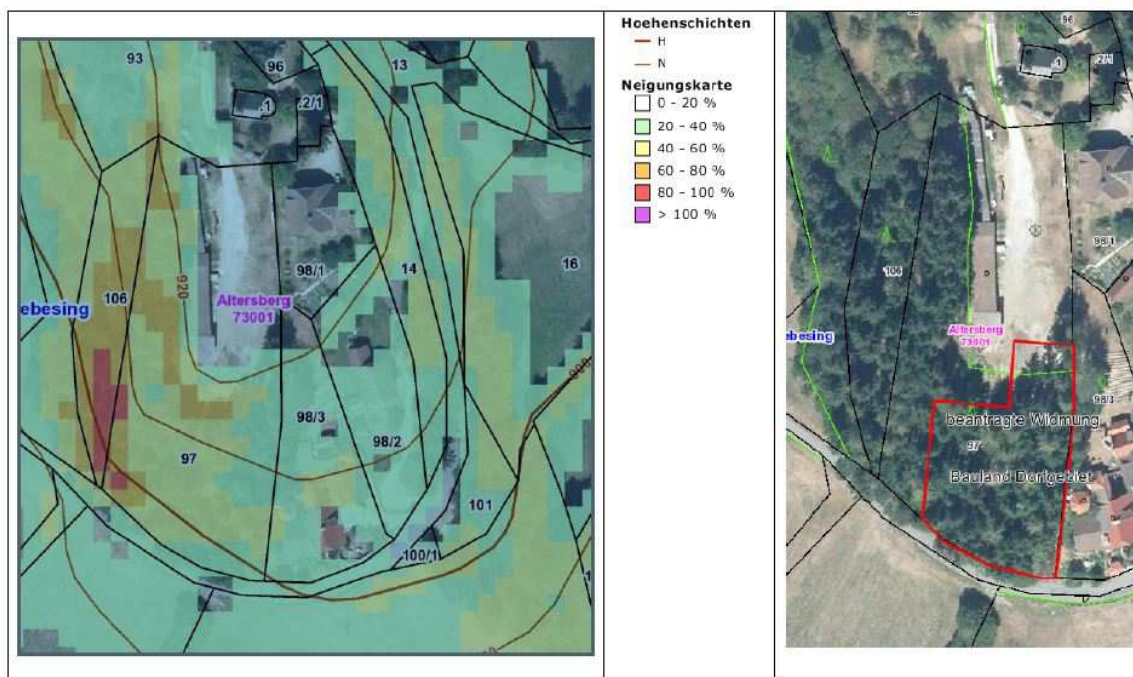 93
96
13
.1
.2/1
920
106
98/1
14
16
ebesing
Altersberg
73001
98/3
98/2
97
101
100/1
Hoehenschichten
H
N
Neigungskarte
0 - 20 %
20 - 40 %
40 - 60 %
60 - 80 %
80 - 100 %
> 100 %
96
.1
.2/1
106
98/1
ebesing
Altersberg
73001
98/3
beantragte Widmung
97
Bauland Dorfgebiet